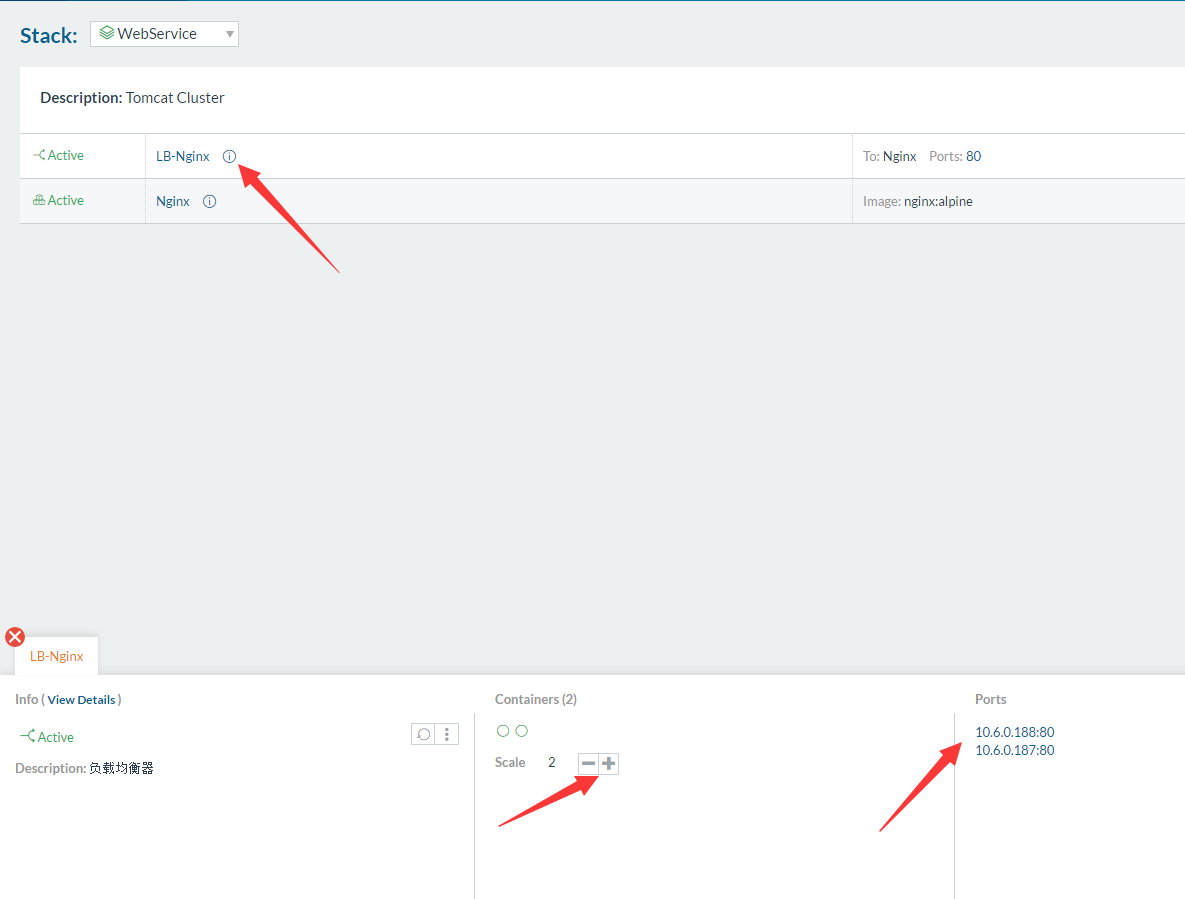 Stack: WebService
Description: Tomcat Cluster
Active LB-Nginx To: Nginx Ports: 80
Active Nginx Image: nginx:alpine
LB-Nginx
Info ( View Details ) Containers (2) Ports
Active 10.6.0.188:80
10.6.0.187:80
Description: 负载均衡器 Scale 2